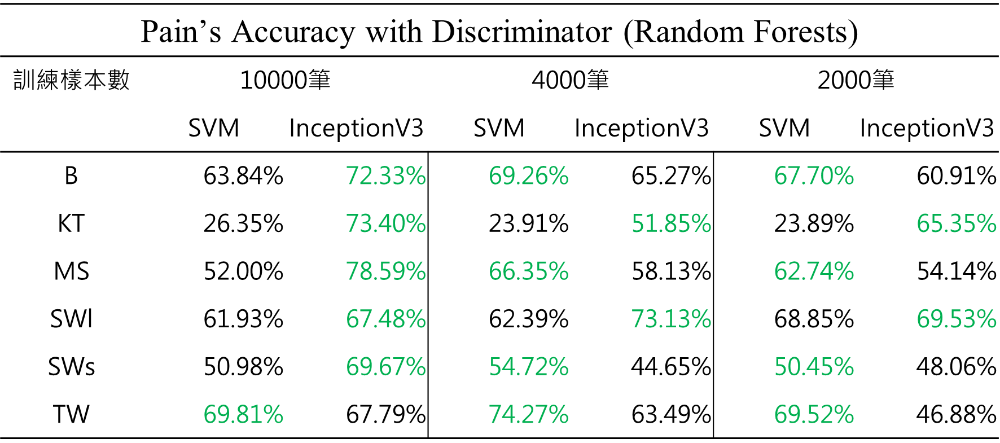 Pain’s Accuracy with Discriminator (Random Forests)
訓練樣本數 10000筆 4000筆 2000筆
SVM InceptionV3 SVM InceptionV3 SVM InceptionV3
B 63.84% 72.33% 69.26% 65.27% 67.70% 60.91%
KT 26.35% 73.40% 23.91% 51.85% 23.89% 65.35%
MS 52.00% 78.59% 66.35% 58.13% 62.74% 54.14%
SWl 61.93% 67.48% 62.39% 73.13% 68.85% 69.53%
SWs 50.98% 69.67% 54.72% 44.65% 50.45% 48.06%
TW 69.81% 67.79% 74.27% 63.49% 69.52% 46.88%